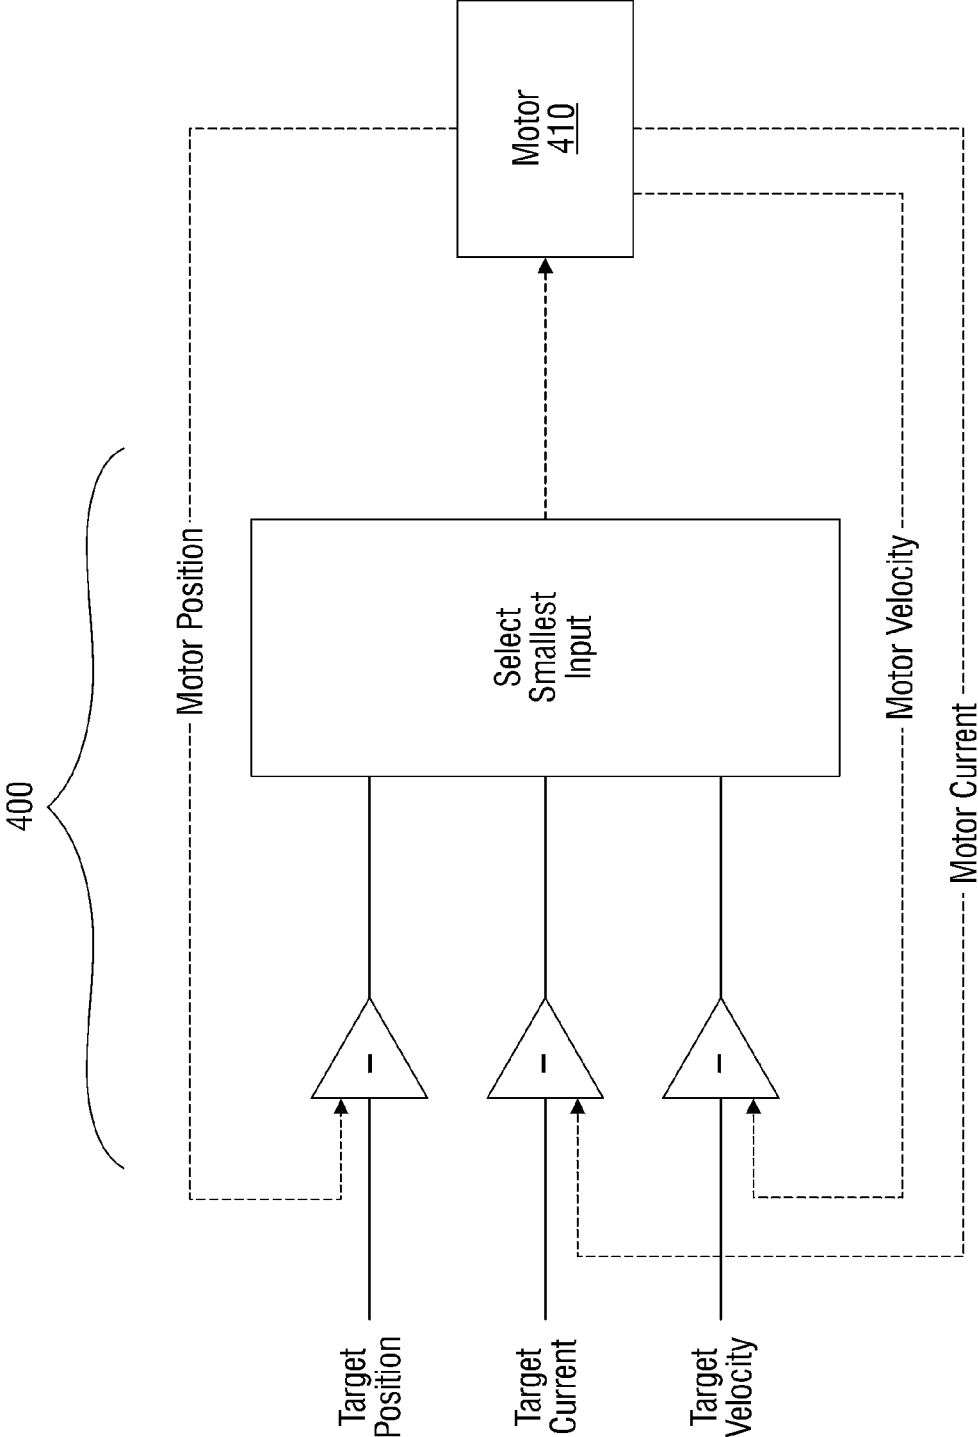 400
Motor Position
Target
Position
Target
Current
Target
Velocity
Select
Smallest
Input
Motor
410
Motor Velocity
Motor Current